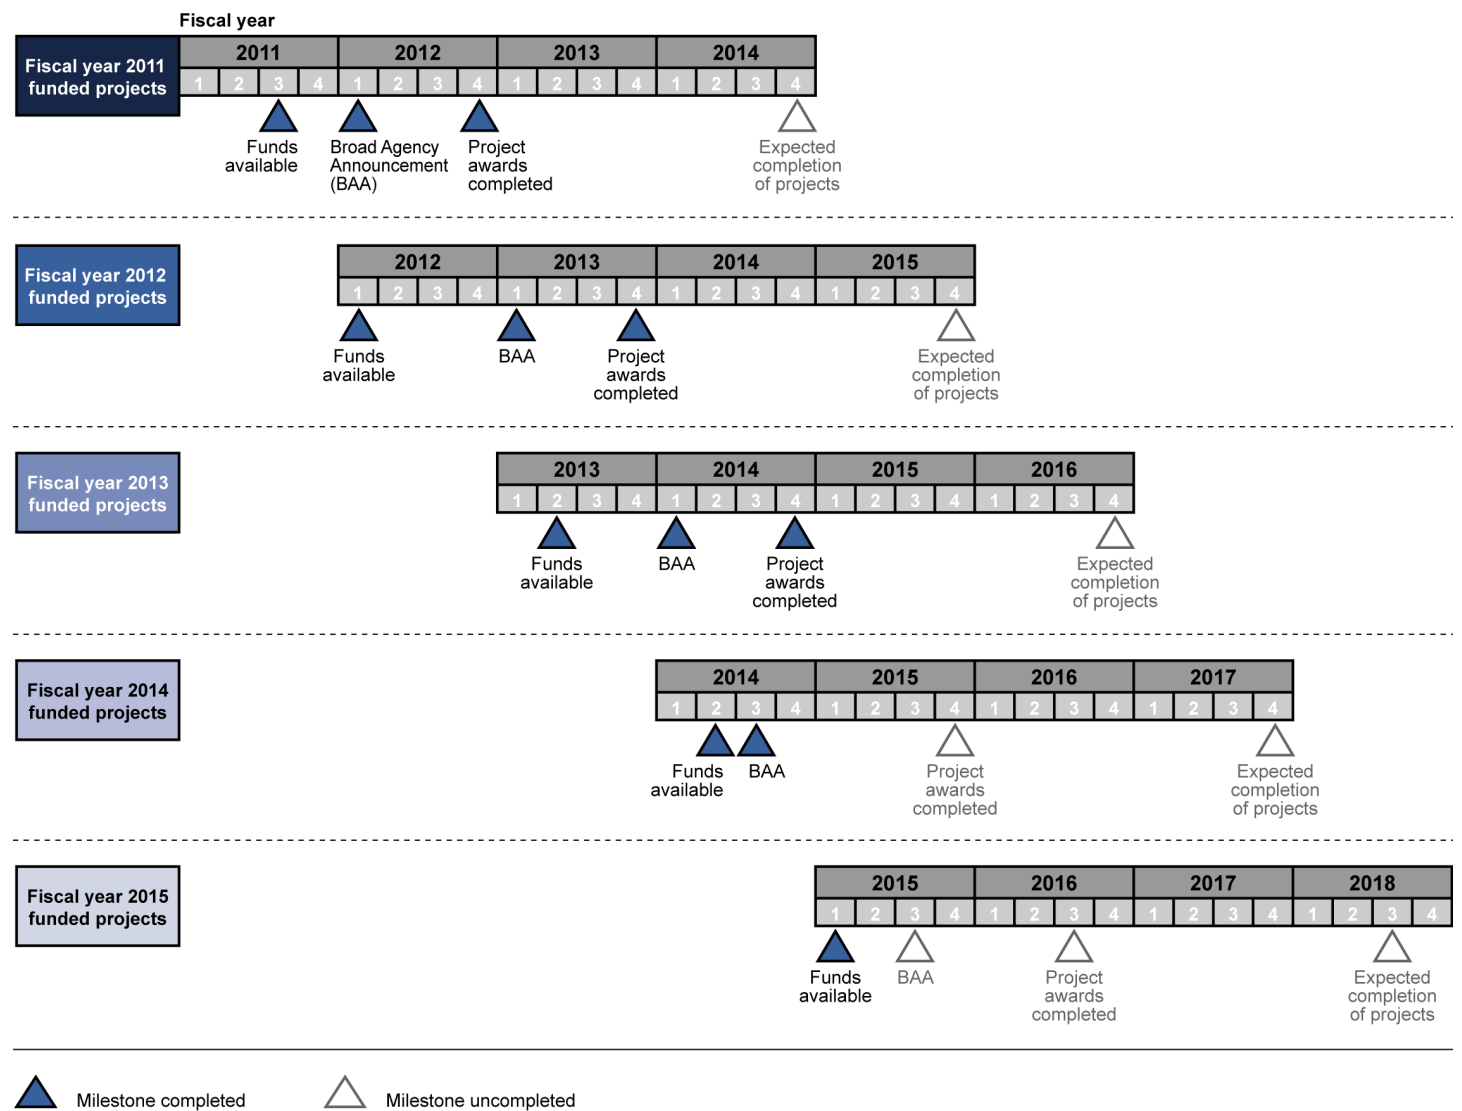 Fiscal year
Fiscal year 2011
funded projects
2011 2012 2013 2014
1 2 3 4 1 2 3 4 1 2 3 4 1 2 3 4
Funds
available
Broad Agency
Announcement
(BAA)
Project
awards
completed
Expected
completion
of projects
Fiscal year 2012
funded projects
2012 2013 2014 2015
1 2 3 4 1 2 3 4 1 2 3 4 1 2 3 4
Funds
available
BAA
Project
awards
completed
Expected
completion
of projects
Fiscal year 2013
funded projects
2013 2014 2015 2016
1 2 3 4 1 2 3 4 1 2 3 4 1 2 3 4
Funds
available
BAA
Project
awards
completed
Expected
completion
of projects
Fiscal year 2014
funded projects
2014 2015 2016 2017
1 2 3 4 1 2 3 4 1 2 3 4 1 2 3 4
Funds
available
BAA
Project
awards
completed
Expected
completion
of projects
Fiscal year 2015
funded projects
2015 2016 2017 2018
1 2 3 4 1 2 3 4 1 2 3 4 1 2 3 4
Funds
available
BAA
Project
awards
completed
Expected
completion
of projects
Milestone completed
Milestone uncompleted